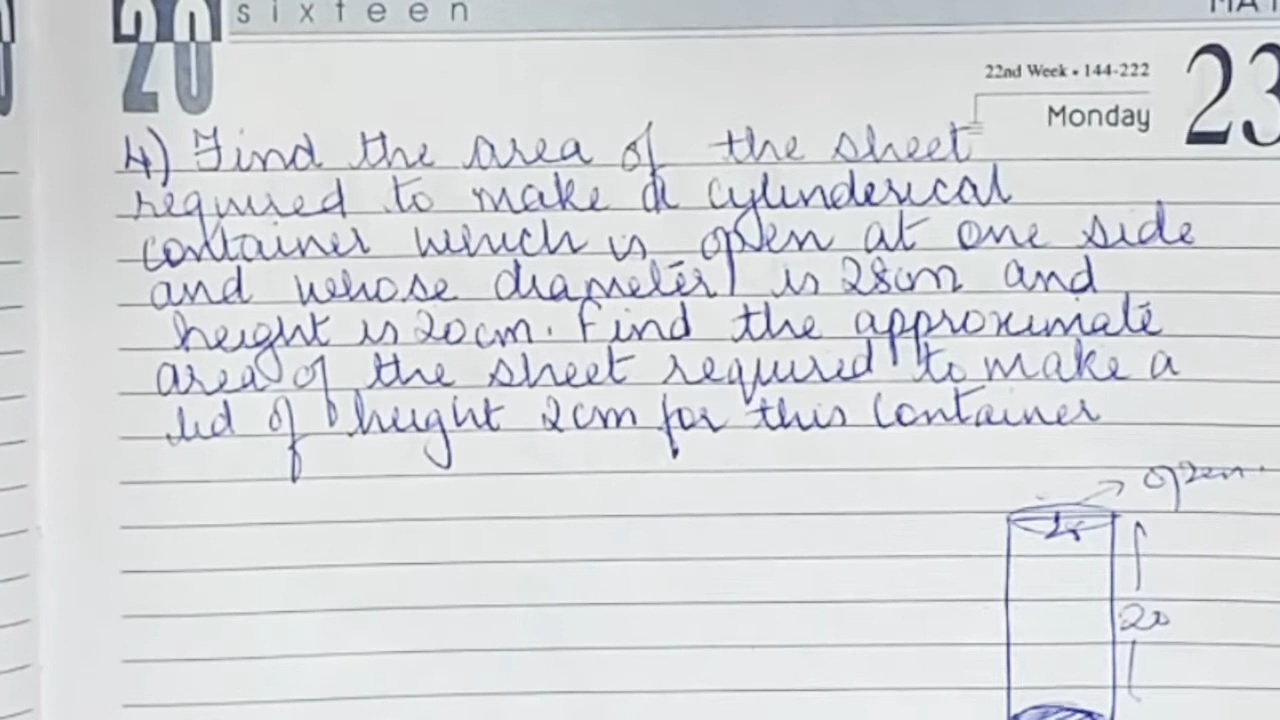 sixteen
20
22nd Week • 144-222
Monday
23
4) Find the area of the sheet
required to make a cylinderical
container which is open at one side
and whose diameter is 28cm and
height is 20cm. Find the approximate
area of the sheet required to make a
lid of height 2cm for this container
open.
28
20